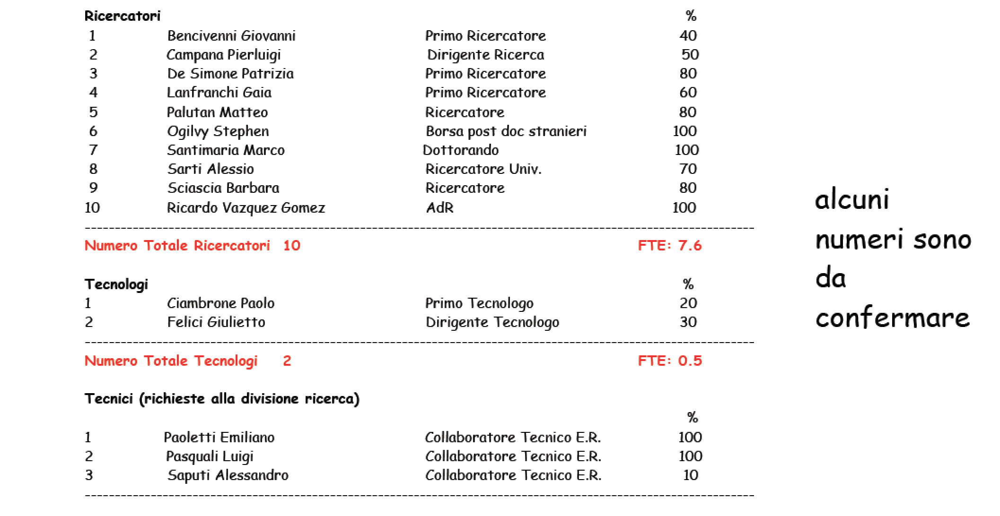 Ricercatori %
1 Bencivenni Giovanni Primo Ricercatore 40
2 Campana Pierluigi Dirigente Ricerca 50
3 De Simone Patrizia Primo Ricercatore 80
4 Lanfranchi Gaia Primo Ricercatore 60
5 Palutan Matteo Ricercatore 80
6 Ogilvy Stephen Borsa post doc stranieri 100
7 Santimaria Marco Dottorando 100
8 Sarti Alessio Ricercatore Univ. 70
9 Sciascia Barbara Ricercatore 80
10 Ricardo Vazquez Gomez AdR 100
Numero Totale Ricercatori 10 FTE: 7.6
Tecnologi %
1 Ciambrone Paolo Primo Tecnologo 20
2 Felici Giulietto Dirigente Tecnologo 30
Numero Totale Tecnologi 2 FTE: 0.5
Tecnici (richieste alla divisione ricerca)
%
1 Paoletti Emiliano Collaboratore Tecnico E.R. 100
2 Pasquali Luigi Collaboratore Tecnico E.R. 100
3 Saputi Alessandro Collaboratore Tecnico E.R. 10
alcuni
numeri sono
da
confermare